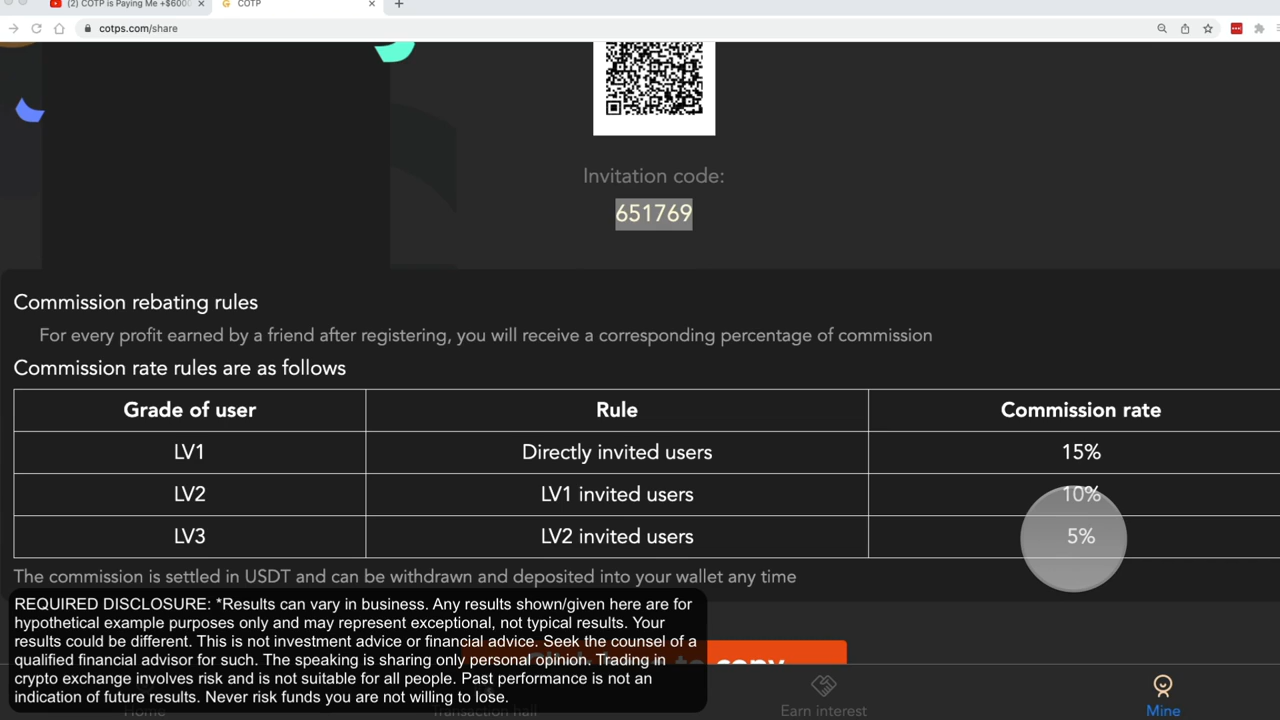 (2) COTP is Paying Me +$6000
COTP
cotps.com/share
Invitation code:
651769
Commission rebating rules
For every profit earned by a friend after registering, you will receive a corresponding percentage of commission
Commission rate rules are as follows
Grade of user Rule Commission rate
LV1 Directly invited users 15%
LV2 LV1 invited users 10%
LV3 LV2 invited users 5%
The commission is settled in USDT and can be withdrawn and deposited into your wallet any time
REQUIRED DISCLOSURE: *Results can vary in business. Any results shown/given here are for
hypothetical example purposes only and may represent exceptional, not typical results. Your
results could be different. This is not investment advice or financial advice. Seek the counsel of a
qualified financial advisor for such. The speaking is sharing only personal opinion. Trading in
crypto exchange involves risk and is not suitable for all people. Past performance is not an
indication of future results. Never risk funds you are not willing to lose.
to copy
Home Transaction hall Earn interest Mine